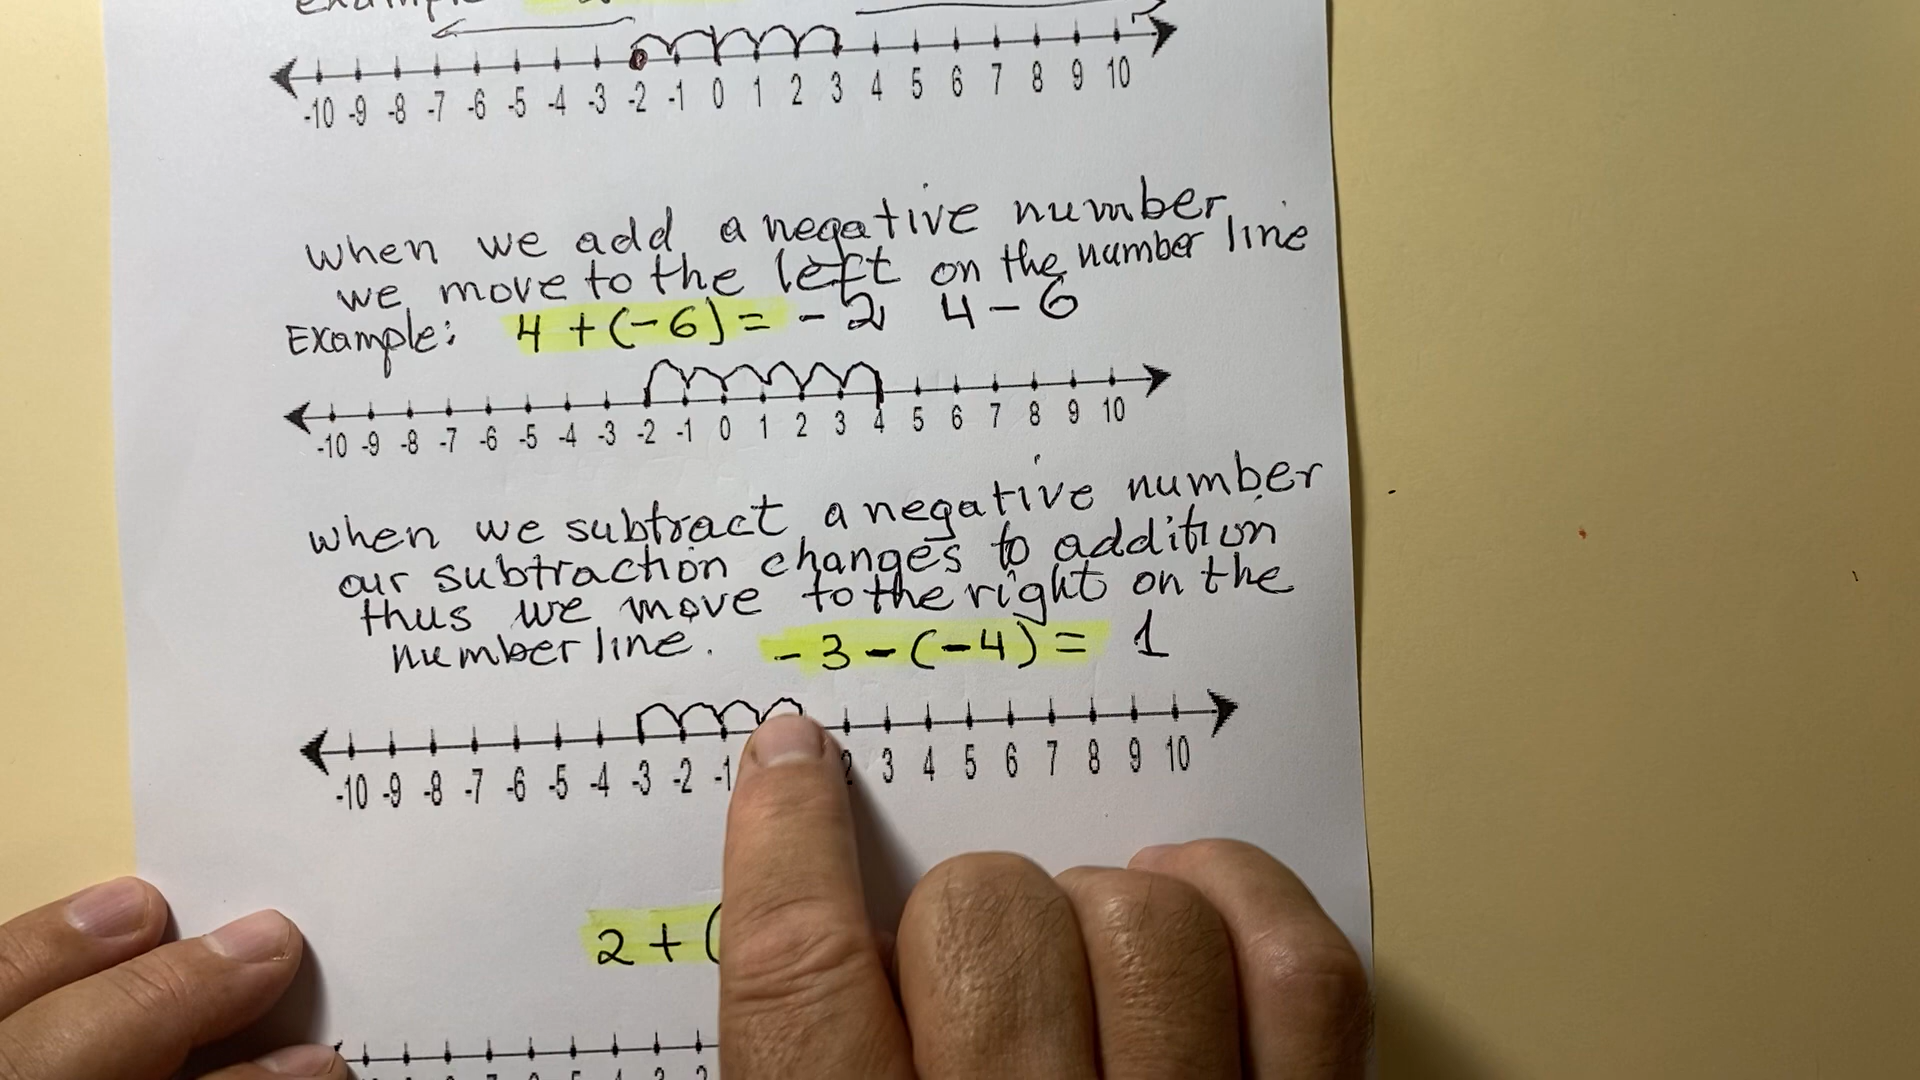 example
-10 -9 -8 -7 -6 -5 -4 -3 -2 -1 0 1 2 3 4 5 6 7 8 9 10
when we add a negative number
we move to the left on the number line
Example: 4 + (-6) = -2 4 - 6
-10 -9 -8 -7 -6 -5 -4 -3 -2 -1 0 1 2 3 4 5 6 7 8 9 10
when we subtract a negative number
our subtraction changes to addition
thus we move to the right on the
number line. -3 - (-4) = 1
-10 -9 -8 -7 -6 -5 -4 -3 -2 -1 2 3 4 5 6 7 8 9 10
2 + (